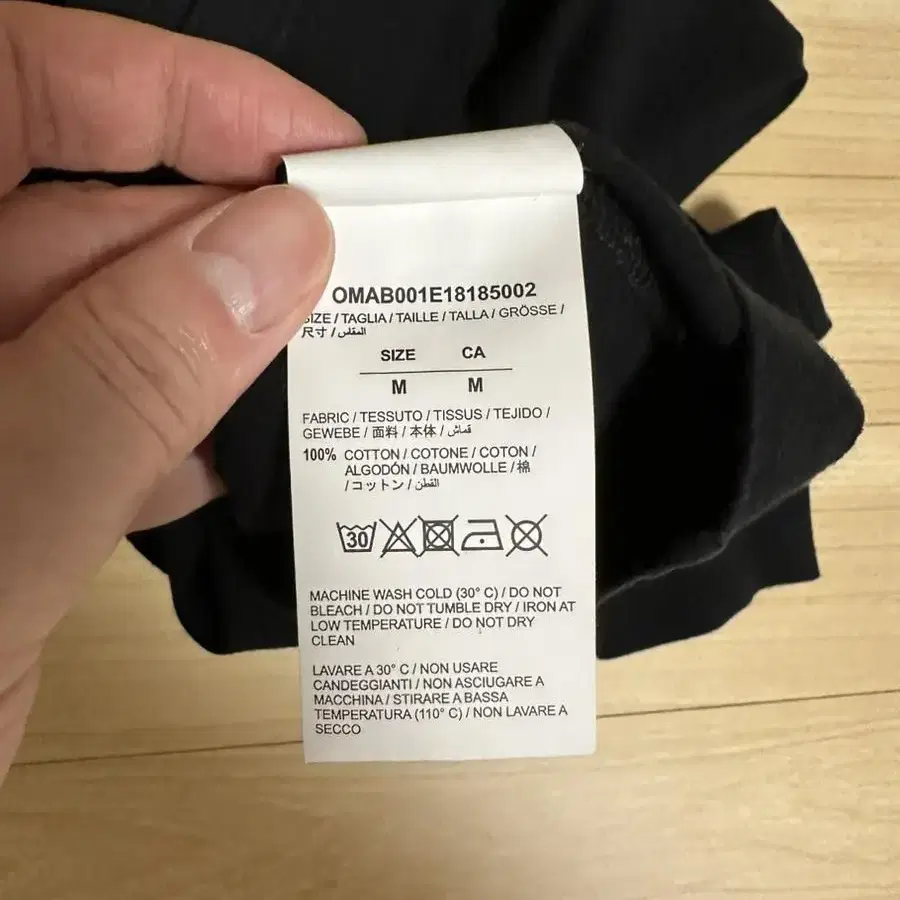 OMAB001E18185002
SIZE / TAGLIA / TAILLE / TALLA / GRÖSSE /
尺寸 / المقاس
SIZE CA
M M
FABRIC / TESSUTO / TISSUS / TEJIDO /
GEWEBE / 面料 / 本体 / قماش
100% COTTON / COTONE / COTON /
ALGODÓN / BAUMWOLLE / 棉
/ コットン / القطن
30
MACHINE WASH COLD (30° C) / DO NOT
BLEACH / DO NOT TUMBLE DRY / IRON AT
LOW TEMPERATURE / DO NOT DRY
CLEAN
LAVARE A 30° C / NON USARE
CANDEGGIANTI / NON ASCIUGARE A
MACCHINA / STIRARE A BASSA
TEMPERATURA (110° C) / NON LAVARE A
SECCO